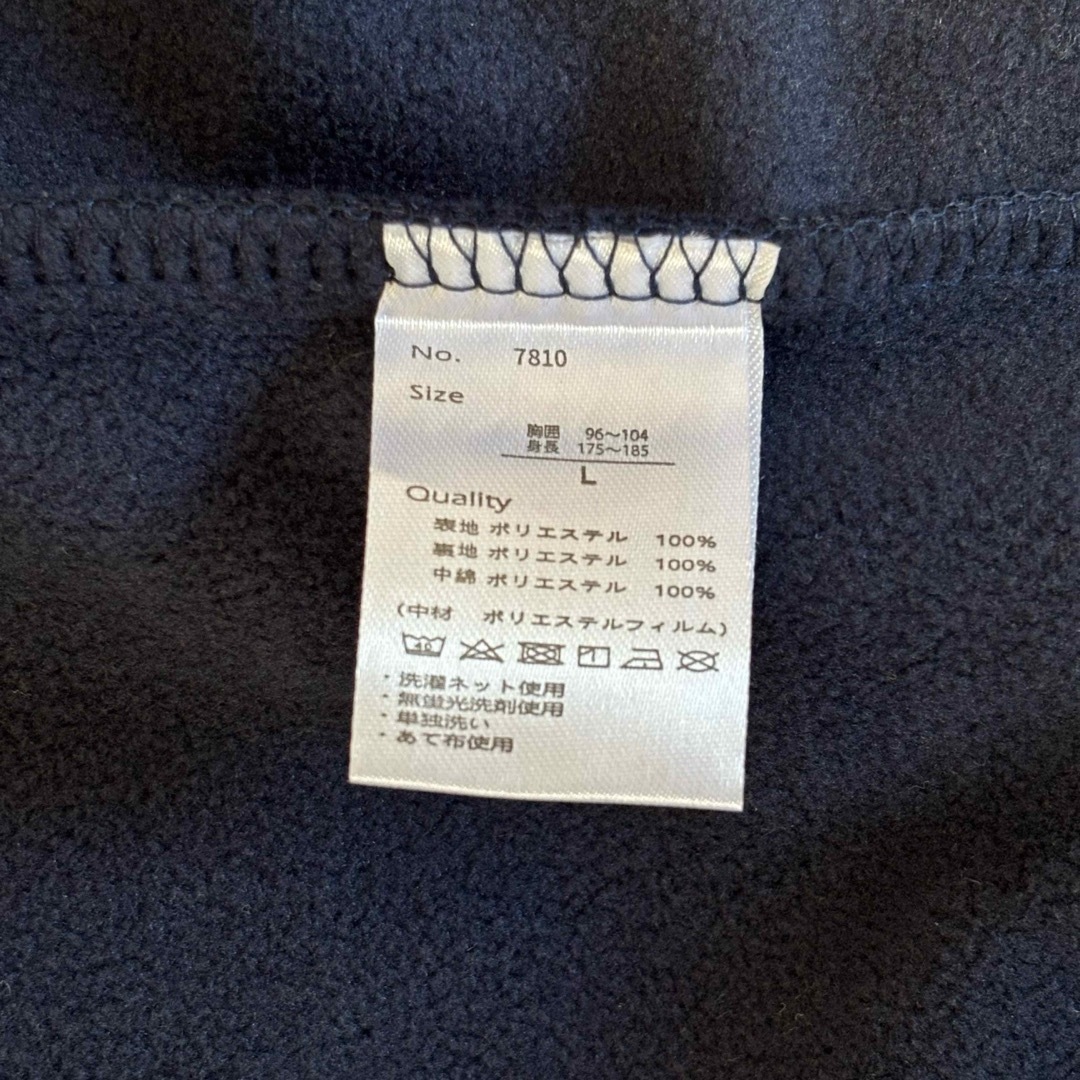 No. 7810
Size
胸囲 96〜104
身長 175〜185
L
Quality
表地 ポリエステル 100%
裏地 ポリエステル 100%
中綿 ポリエステル 100%
(中材 ポリエステルフィルム)
40
・洗濯ネット使用
・無蛍光洗剤使用
・単独洗い
・あて布使用